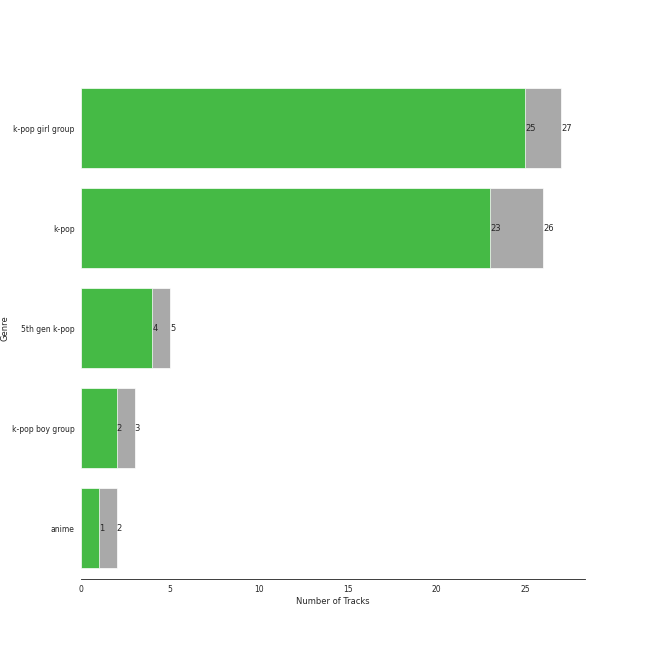 k-pop girl group 25 27
k-pop 23 26
5th gen k-pop 4 5
k-pop boy group 2 3
anime 1 2
Genre
0 5 10 15 20 25
Number of Tracks